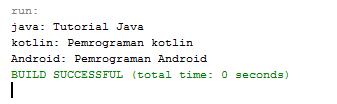 run:
java: Tutorial Java
kotlin: Pemrograman kotlin
Android: Pemrograman Android
BUILD SUCCESSFUL (total time: 0 seconds)